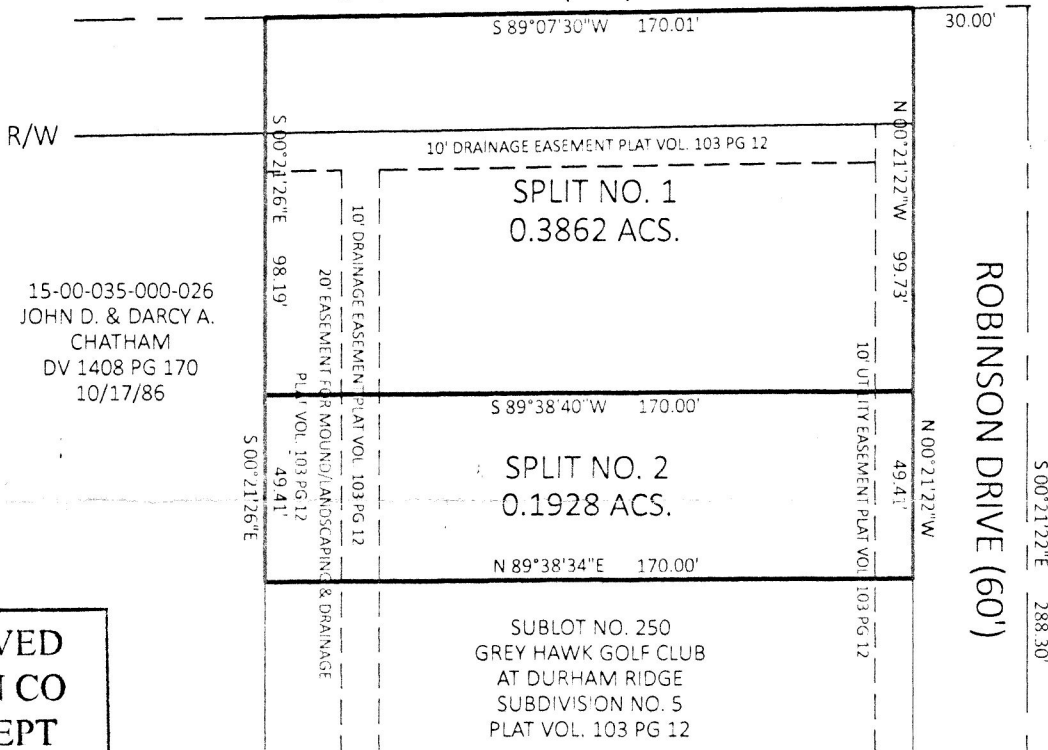 S 89°07'30"W 170.01'
30.00'
R/W
10' DRAINAGE EASEMENT PLAT VOL. 103 PG 12
S 00°21'26"E 98.19'
N 00°21'22"W 99.73'
SPLIT NO. 1
0.3862 ACS.
15-00-035-000-026
JOHN D. & DARCY A.
CHATHAM
DV 1408 PG 170
10/17/86
10' DRAINAGE EASEMENT PLAT VOL. 103 PG 12
20' EASEMENT FOR MOUND/LANDSCAPING & DRAINAGE
PLAT VOL. 103 PG 12
10' UTILITY EASEMENT PLAT VOL. 103 PG 12
ROBINSON DRIVE (60')
S 00°21'22"E 288.30'
S 89°38'40"W 170.00'
S 00°21'26"E
49.41'
SPLIT NO. 2
0.1928 ACS.
49.41'
N 00°21'22"W
N 89°38'34"E 170.00'
SUBLOT NO. 250
GREY HAWK GOLF CLUB
AT DURHAM RIDGE
SUBDIVISION NO. 5
PLAT VOL. 103 PG 12
VED
CO
EPT